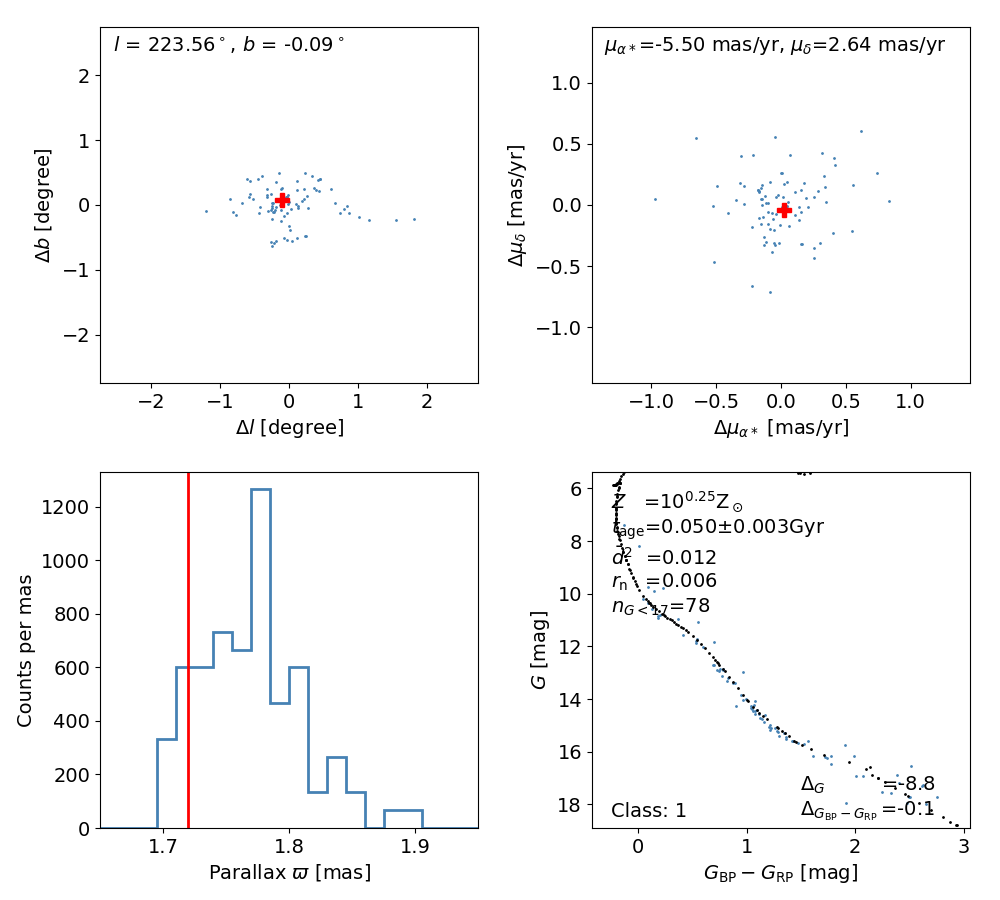 l = 223.56°, b = -0.09°
2
1
0
−1
−2
Δb [degree]
−2 −1 0 1 2
Δl [degree]
μα*=-5.50 mas/yr, μδ=2.64 mas/yr
1.0
0.5
0.0
−0.5
−1.0
Δμδ [mas/yr]
−1.0 −0.5 0.0 0.5 1.0
Δμα* [mas/yr]
1200
1000
800
600
400
200
0
Counts per mas
1.7 1.8 1.9
Parallax ϖ [mas]
6
8
10
12
14
16
18
G [mag]
Z =10^0.25 Z⊙
tage=0.050±0.003Gyr
d̄² =0.012
rn =0.006
nG<17=78
ΔG =-8.8
ΔGBP−GRP=-0.1
Class: 1
0 1 2 3
GBP − GRP [mag]